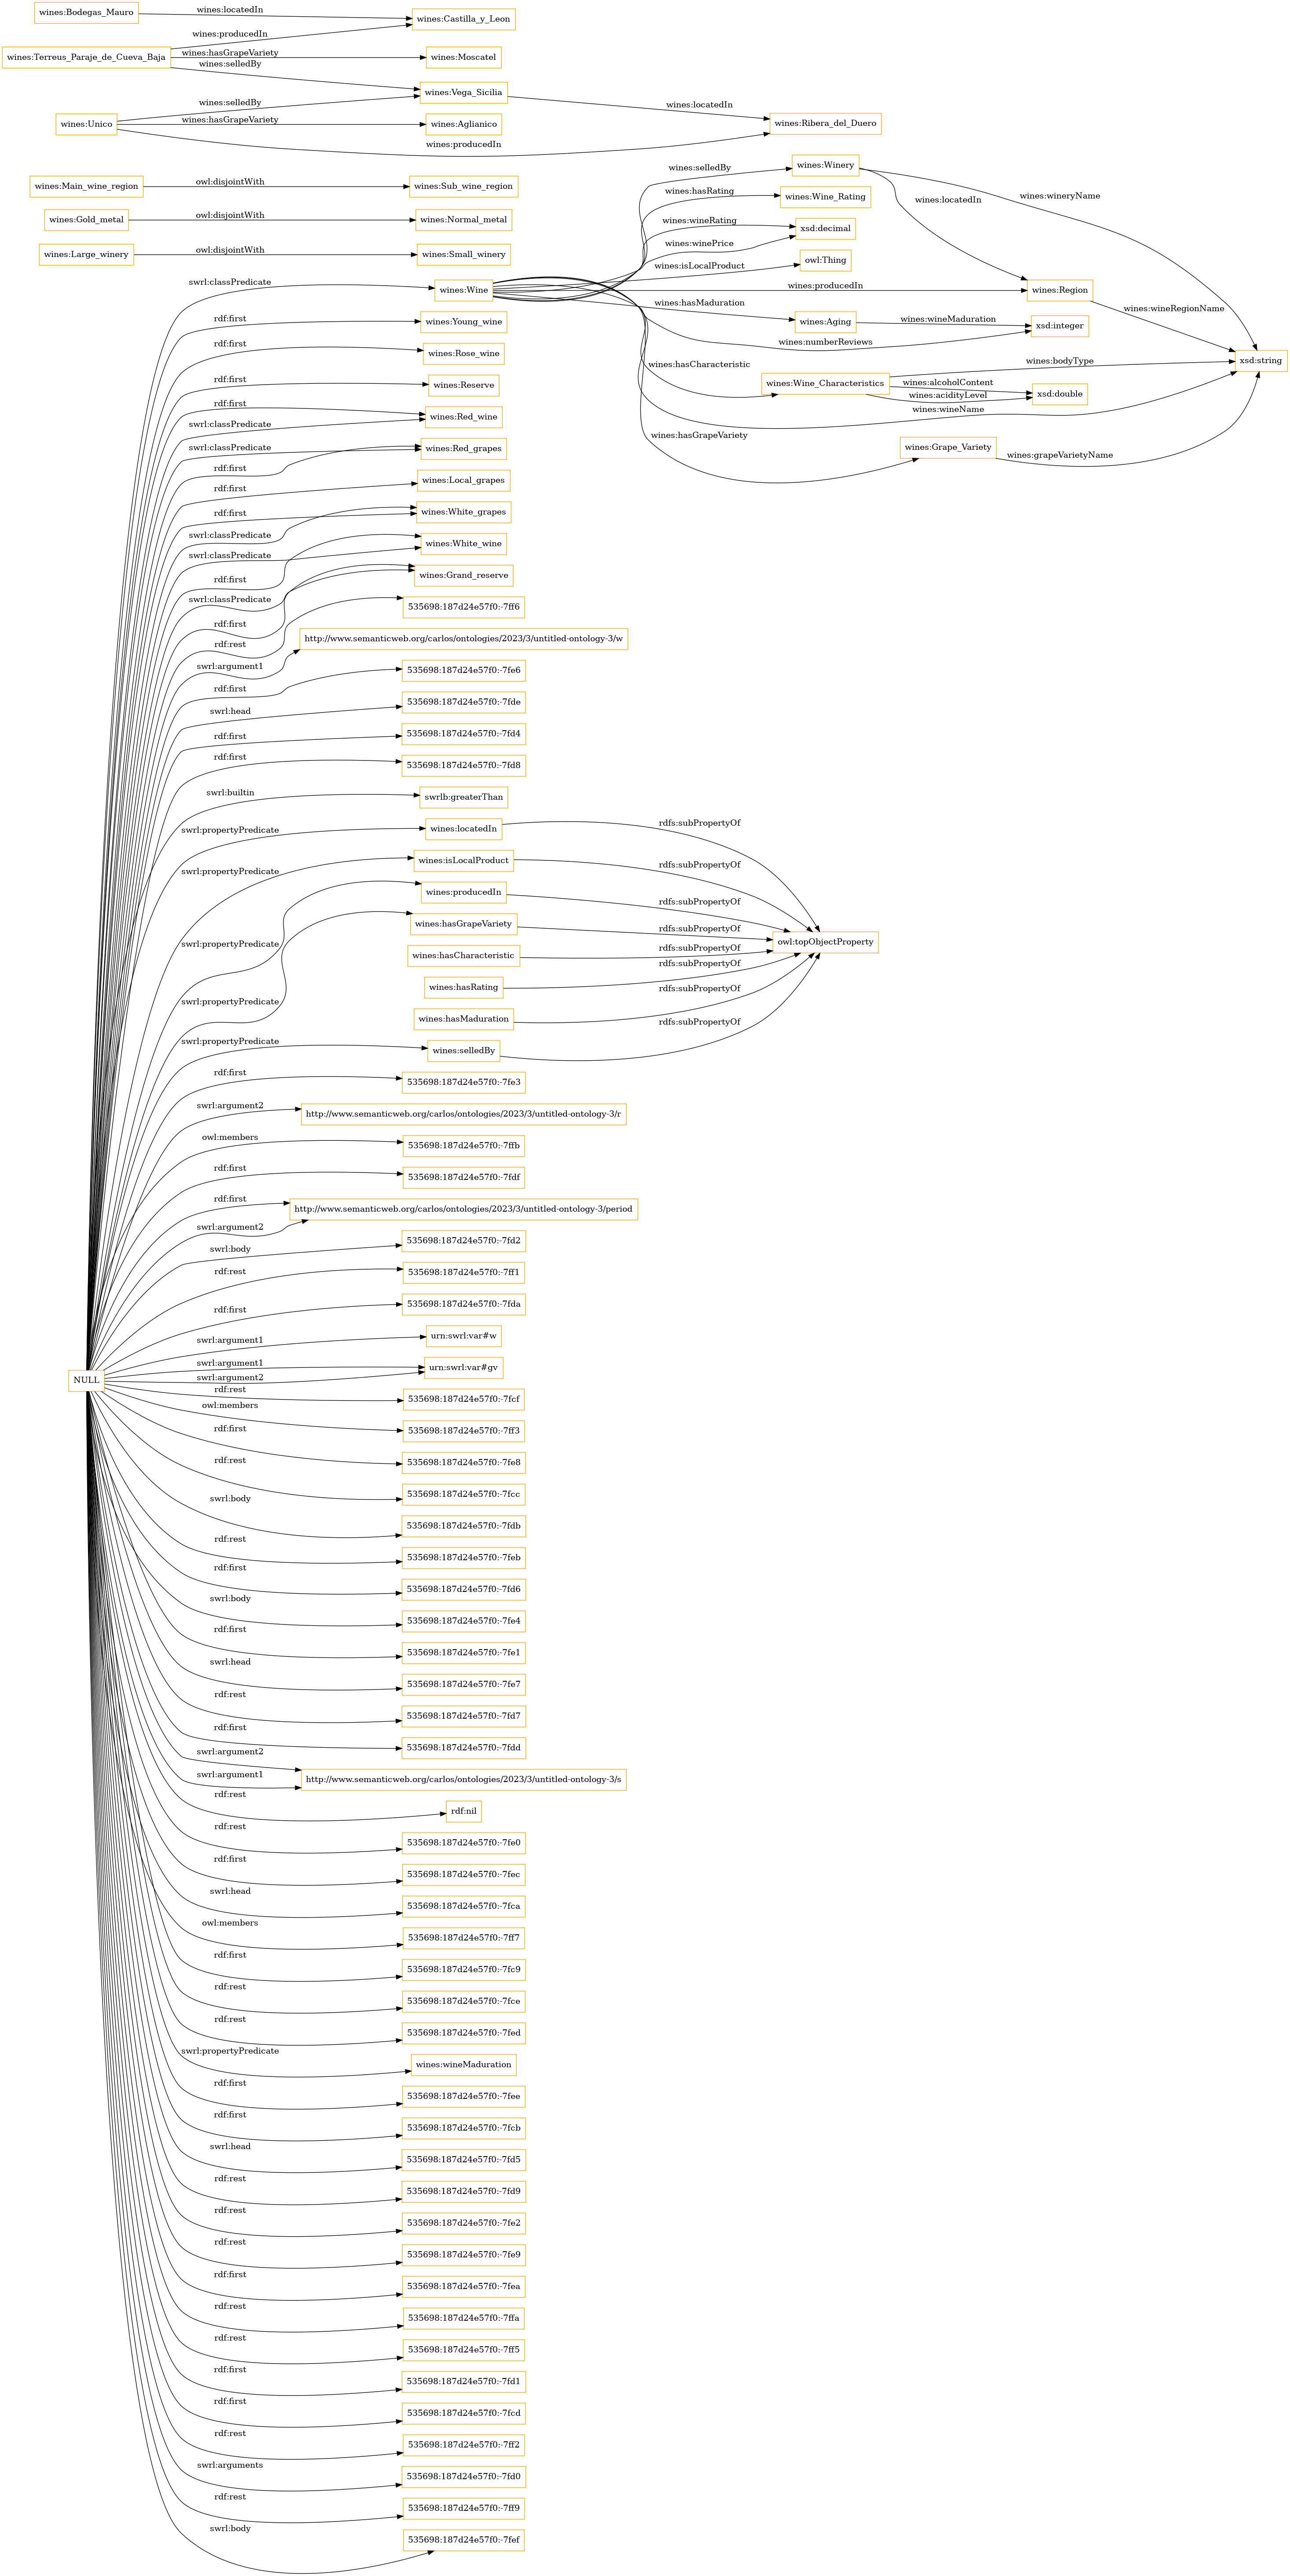 wines:Bodegas_Mauro
wines:locatedIn
wines:Castilla_y_Leon
wines:producedIn
wines:Terreus_Paraje_de_Cueva_Baja
wines:hasGrapeVariety
wines:Moscatel
wines:selledBy
wines:Vega_Sicilia
wines:selledBy
wines:locatedIn
wines:Unico
wines:hasGrapeVariety
wines:Aglianico
wines:Ribera_del_Duero
wines:producedIn
wines:Main_wine_region
owl:disjointWith
wines:Sub_wine_region
wines:Gold_metal
owl:disjointWith
wines:Normal_metal
wines:Large_winery
owl:disjointWith
wines:Small_winery
wines:selledBy
wines:Winery
wines:hasRating
wines:Wine_Rating
wines:wineryName
wines:locatedIn
wines:wineRating
xsd:decimal
wines:winePrice
wines:isLocalProduct
owl:Thing
swrl:classPredicate
wines:Wine
wines:producedIn
wines:Region
wines:hasMaduration
wines:wineRegionName
wines:Aging
wines:wineMaduration
xsd:integer
wines:numberReviews
xsd:string
wines:hasCharacteristic
wines:bodyType
wines:Wine_Characteristics
wines:alcoholContent
wines:acidityLevel
xsd:double
wines:wineName
wines:hasGrapeVariety
wines:Grape_Variety
wines:grapeVarietyName
rdf:first
wines:Young_wine
rdf:first
wines:Rose_wine
rdf:first
wines:Reserve
rdf:first
wines:Red_wine
swrl:classPredicate
swrl:classPredicate
wines:Red_grapes
rdf:first
rdf:first
wines:Local_grapes
rdf:first
wines:White_grapes
swrl:classPredicate
swrl:classPredicate
wines:White_wine
rdf:first
swrl:classPredicate
wines:Grand_reserve
rdf:first
rdf:rest
535698:187d24e57f0:-7ff6
swrl:argument1
http://www.semanticweb.org/carlos/ontologies/2023/3/untitled-ontology-3/w
rdf:first
535698:187d24e57f0:-7fe6
swrl:head
535698:187d24e57f0:-7fde
rdf:first
535698:187d24e57f0:-7fd4
rdf:first
535698:187d24e57f0:-7fd8
swrl:builtin
swrlb:greaterThan
swrl:propertyPredicate
wines:locatedIn
rdfs:subPropertyOf
swrl:propertyPredicate
wines:isLocalProduct
rdfs:subPropertyOf
wines:producedIn
rdfs:subPropertyOf
wines:hasGrapeVariety
rdfs:subPropertyOf
owl:topObjectProperty
swrl:propertyPredicate
wines:hasCharacteristic
rdfs:subPropertyOf
rdfs:subPropertyOf
wines:hasRating
rdfs:subPropertyOf
swrl:propertyPredicate
wines:hasMaduration
rdfs:subPropertyOf
swrl:propertyPredicate
wines:selledBy
rdf:first
535698:187d24e57f0:-7fe3
swrl:argument2
http://www.semanticweb.org/carlos/ontologies/2023/3/untitled-ontology-3/r
owl:members
535698:187d24e57f0:-7ffb
rdf:first
535698:187d24e57f0:-7fdf
rdf:first
http://www.semanticweb.org/carlos/ontologies/2023/3/untitled-ontology-3/period
swrl:argument2
swrl:body
535698:187d24e57f0:-7fd2
rdf:rest
535698:187d24e57f0:-7ff1
rdf:first
535698:187d24e57f0:-7fda
swrl:argument1
urn:swrl:var#w
swrl:argument1
urn:swrl:var#gv
swrl:argument2
NULL
rdf:rest
535698:187d24e57f0:-7fcf
owl:members
535698:187d24e57f0:-7ff3
rdf:first
535698:187d24e57f0:-7fe8
rdf:rest
535698:187d24e57f0:-7fcc
swrl:body
535698:187d24e57f0:-7fdb
rdf:rest
535698:187d24e57f0:-7feb
rdf:first
535698:187d24e57f0:-7fd6
swrl:body
535698:187d24e57f0:-7fe4
rdf:first
535698:187d24e57f0:-7fe1
swrl:head
535698:187d24e57f0:-7fe7
rdf:rest
535698:187d24e57f0:-7fd7
rdf:first
535698:187d24e57f0:-7fdd
swrl:argument2
swrl:argument1
http://www.semanticweb.org/carlos/ontologies/2023/3/untitled-ontology-3/s
rdf:rest
rdf:nil
rdf:rest
535698:187d24e57f0:-7fe0
rdf:first
535698:187d24e57f0:-7fec
swrl:head
535698:187d24e57f0:-7fca
owl:members
535698:187d24e57f0:-7ff7
rdf:first
535698:187d24e57f0:-7fc9
rdf:rest
535698:187d24e57f0:-7fce
rdf:rest
535698:187d24e57f0:-7fed
swrl:propertyPredicate
wines:wineMaduration
rdf:first
535698:187d24e57f0:-7fee
rdf:first
535698:187d24e57f0:-7fcb
swrl:head
535698:187d24e57f0:-7fd5
rdf:rest
535698:187d24e57f0:-7fd9
rdf:rest
535698:187d24e57f0:-7fe2
rdf:rest
535698:187d24e57f0:-7fe9
rdf:first
535698:187d24e57f0:-7fea
rdf:rest
535698:187d24e57f0:-7ffa
rdf:rest
535698:187d24e57f0:-7ff5
rdf:first
535698:187d24e57f0:-7fd1
rdf:first
535698:187d24e57f0:-7fcd
rdf:rest
535698:187d24e57f0:-7ff2
swrl:arguments
535698:187d24e57f0:-7fd0
rdf:rest
535698:187d24e57f0:-7ff9
swrl:body
535698:187d24e57f0:-7fef